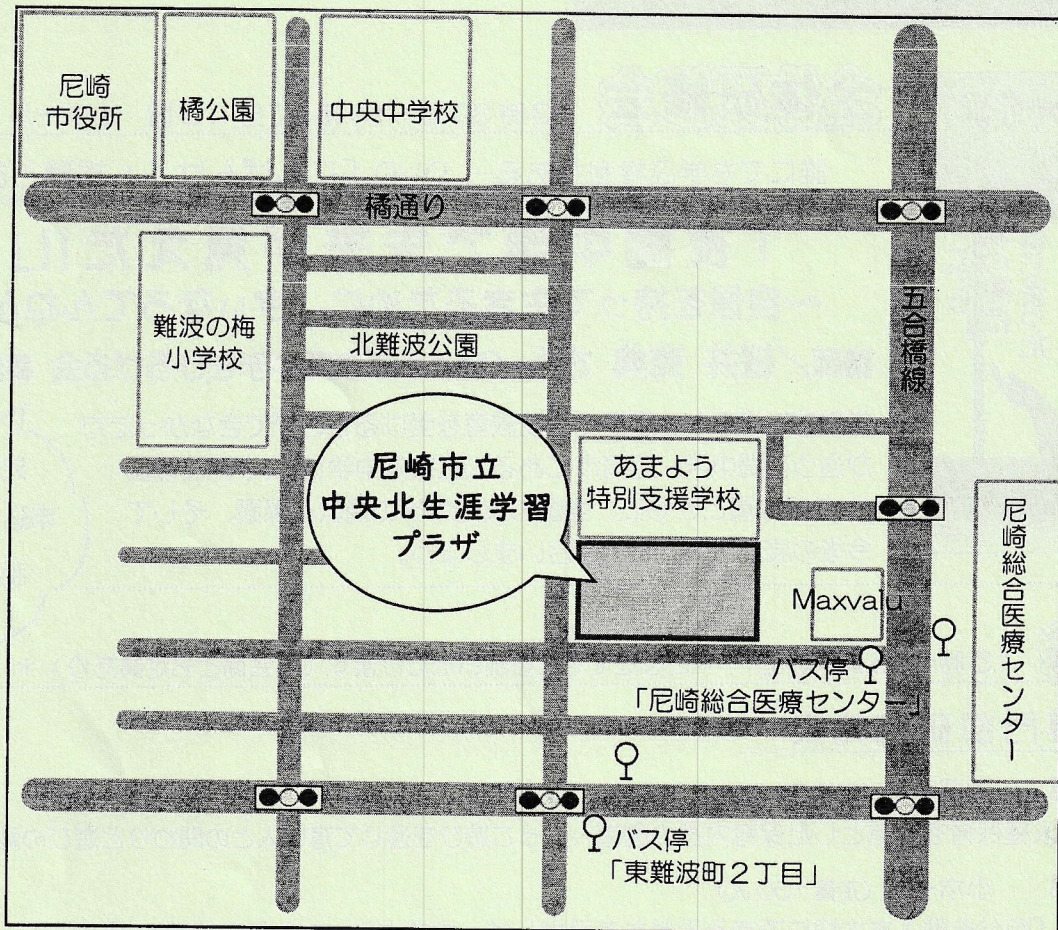 尼崎
市役所
橘公園
中央中学校
橘通り
難波の梅
小学校
北難波公園
五合橋線
尼崎市立
中央北生涯学習
プラザ
あまよう
特別支援学校
尼崎総合医療センター
Maxvalu
バス停
「尼崎総合医療センター」
バス停
「東難波町2丁目」